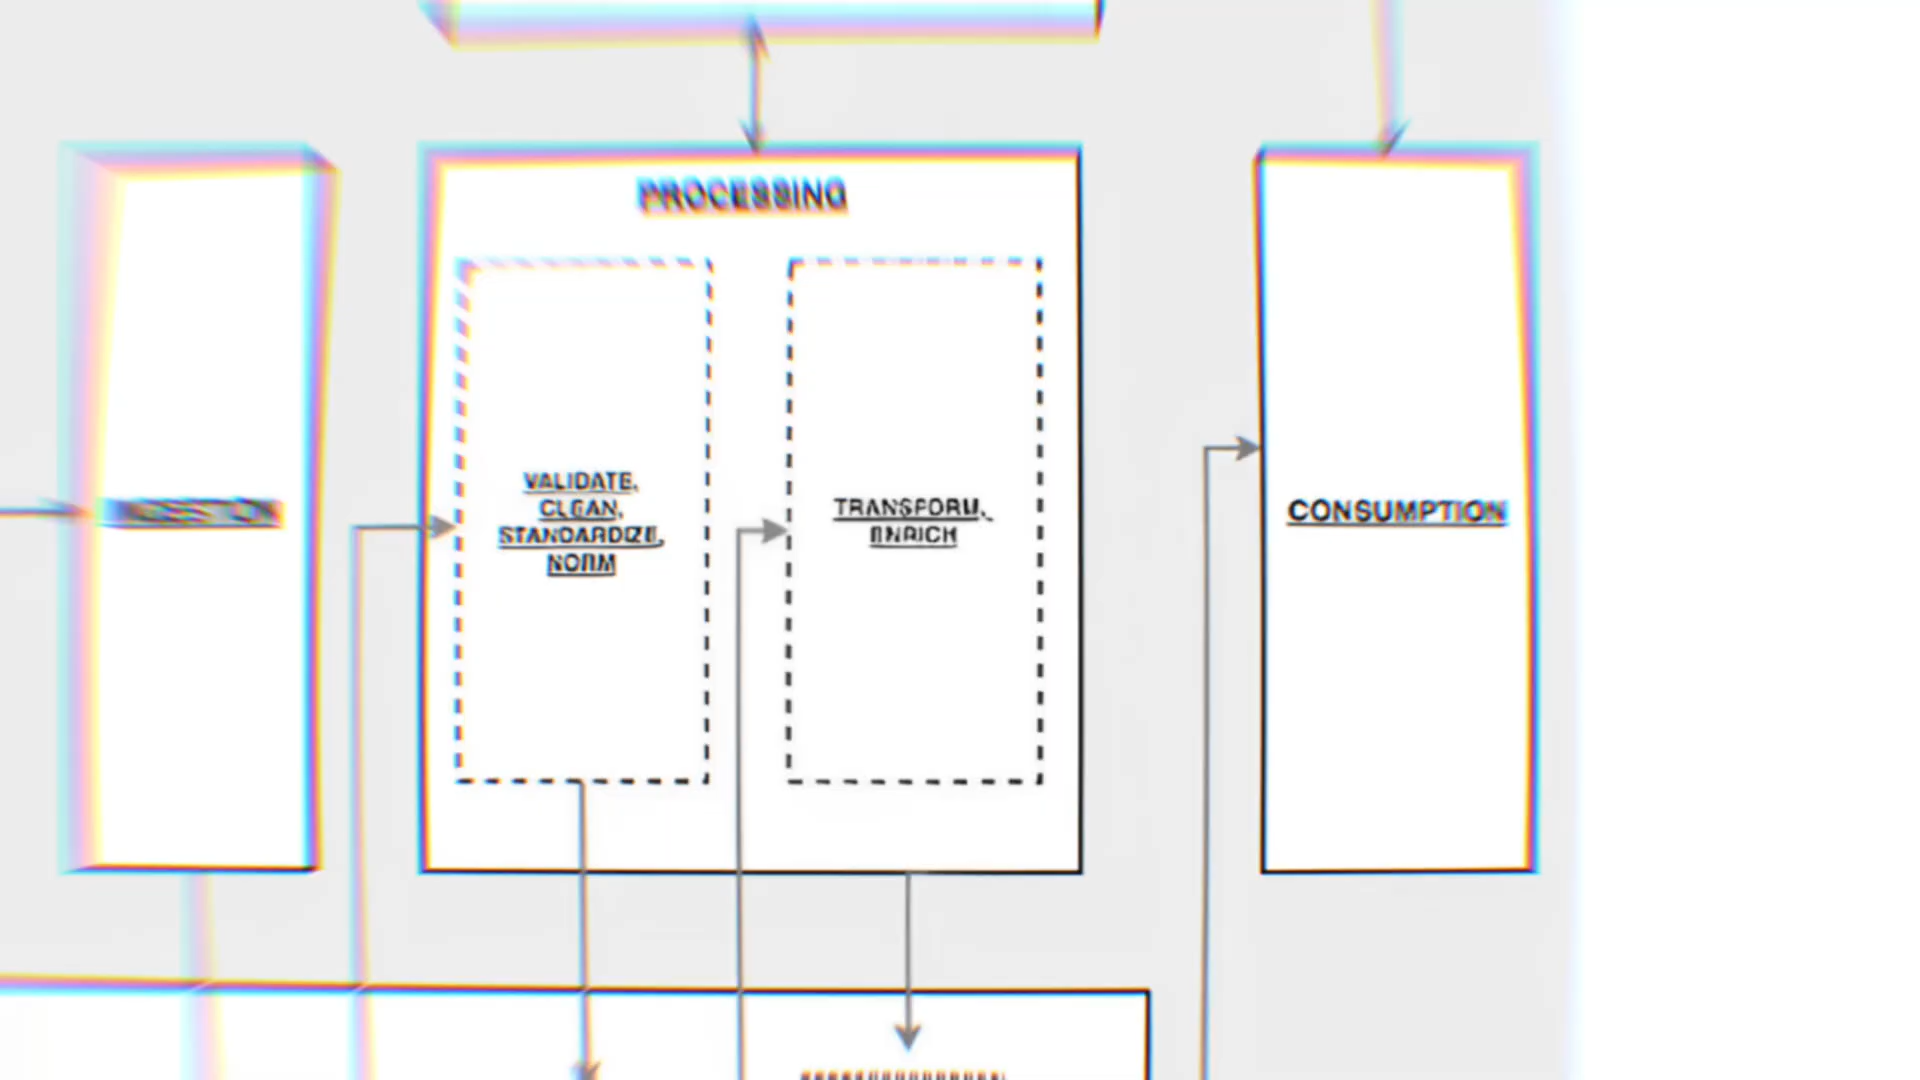 PROCESSING
VALIDATE,
CLEAN,
STANDARDIZE,
NORM
TRANSFORM,
ENRICH
CONSUMPTION